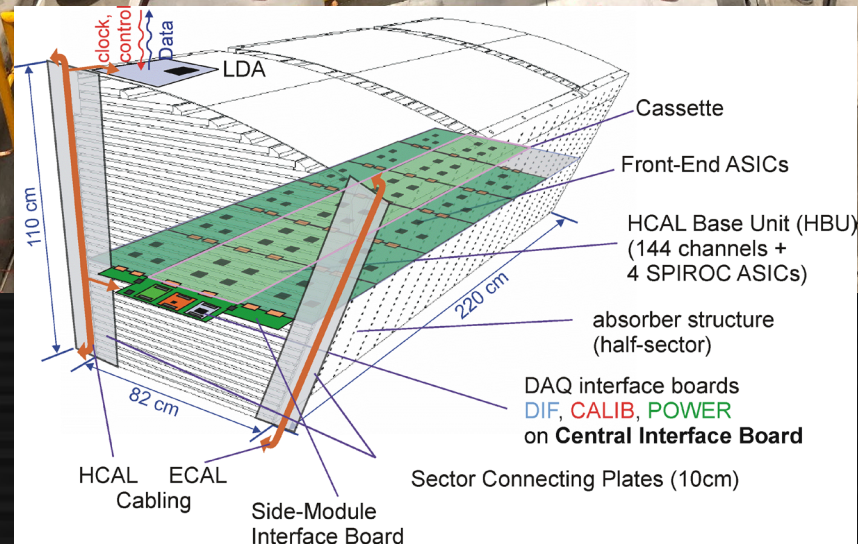 clock,
control
Data
LDA
Cassette
Front-End ASICs
110 cm
HCAL Base Unit (HBU)
(144 channels +
4 SPIROC ASICs)
220 cm
absorber structure
(half-sector)
DAQ interface boards
DIF, CALIB, POWER
on Central Interface Board
82 cm
HCAL ECAL
Cabling
Sector Connecting Plates (10cm)
Side-Module
Interface Board